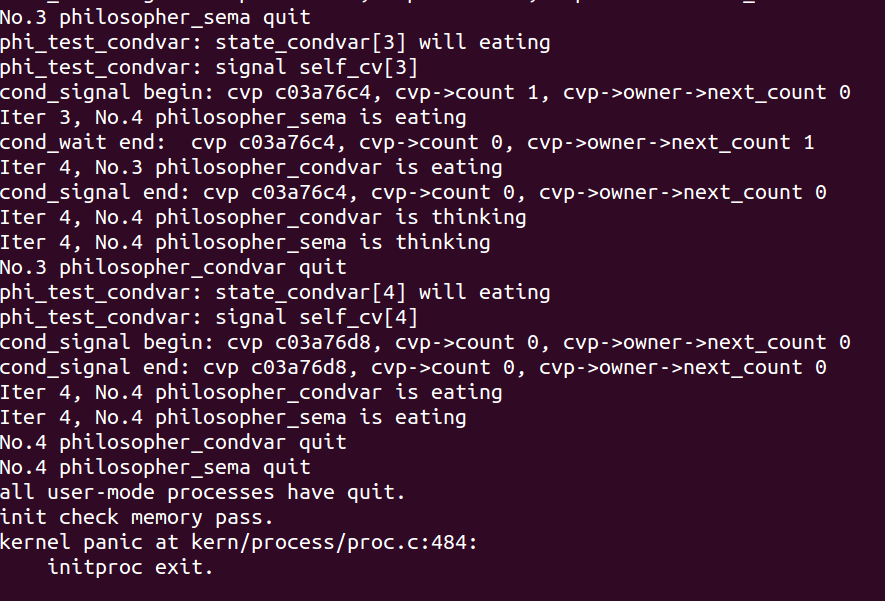 No.3 philosopher_sema quit
phi_test_condvar: state_condvar[3] will eating
phi_test_condvar: signal self_cv[3]
cond_signal begin: cvp c03a76c4, cvp->count 1, cvp->owner->next_count 0
Iter 3, No.4 philosopher_sema is eating
cond_wait end:  cvp c03a76c4, cvp->count 0, cvp->owner->next_count 1
Iter 4, No.3 philosopher_condvar is eating
cond_signal end: cvp c03a76c4, cvp->count 0, cvp->owner->next_count 0
Iter 4, No.4 philosopher_condvar is thinking
Iter 4, No.4 philosopher_sema is thinking
No.3 philosopher_condvar quit
phi_test_condvar: state_condvar[4] will eating
phi_test_condvar: signal self_cv[4]
cond_signal begin: cvp c03a76d8, cvp->count 0, cvp->owner->next_count 0
cond_signal end: cvp c03a76d8, cvp->count 0, cvp->owner->next_count 0
Iter 4, No.4 philosopher_condvar is eating
Iter 4, No.4 philosopher_sema is eating
No.4 philosopher_condvar quit
No.4 philosopher_sema quit
all user-mode processes have quit.
init check memory pass.
kernel panic at kern/process/proc.c:484:
    initproc exit.